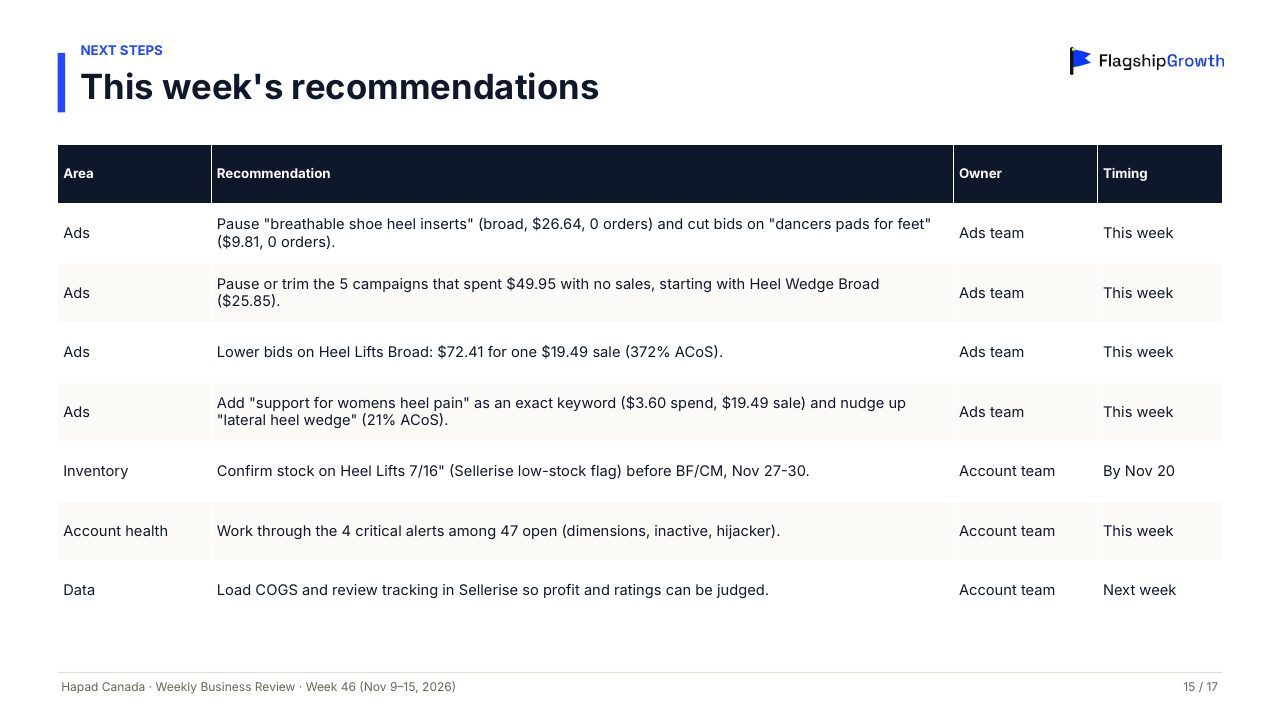 NEXT STEPS
This week's recommendations
FlagshipGrowth
Area Recommendation Owner Timing
Ads Pause "breathable shoe heel inserts" (broad, $26.64, 0 orders) and cut bids on "dancers pads for feet"
($9.81, 0 orders). Ads team This week
Ads Pause or trim the 5 campaigns that spent $49.95 with no sales, starting with Heel Wedge Broad
($25.85). Ads team This week
Ads Lower bids on Heel Lifts Broad: $72.41 for one $19.49 sale (372% ACoS). Ads team This week
Ads Add "support for womens heel pain" as an exact keyword ($3.60 spend, $19.49 sale) and nudge up
"lateral heel wedge" (21% ACoS). Ads team This week
Inventory Confirm stock on Heel Lifts 7/16" (Sellerise low-stock flag) before BF/CM, Nov 27-30. Account team By Nov 20
Account health Work through the 4 critical alerts among 47 open (dimensions, inactive, hijacker). Account team This week
Data Load COGS and review tracking in Sellerise so profit and ratings can be judged. Account team Next week
Hapad Canada · Weekly Business Review · Week 46 (Nov 9–15, 2026)
15 / 17